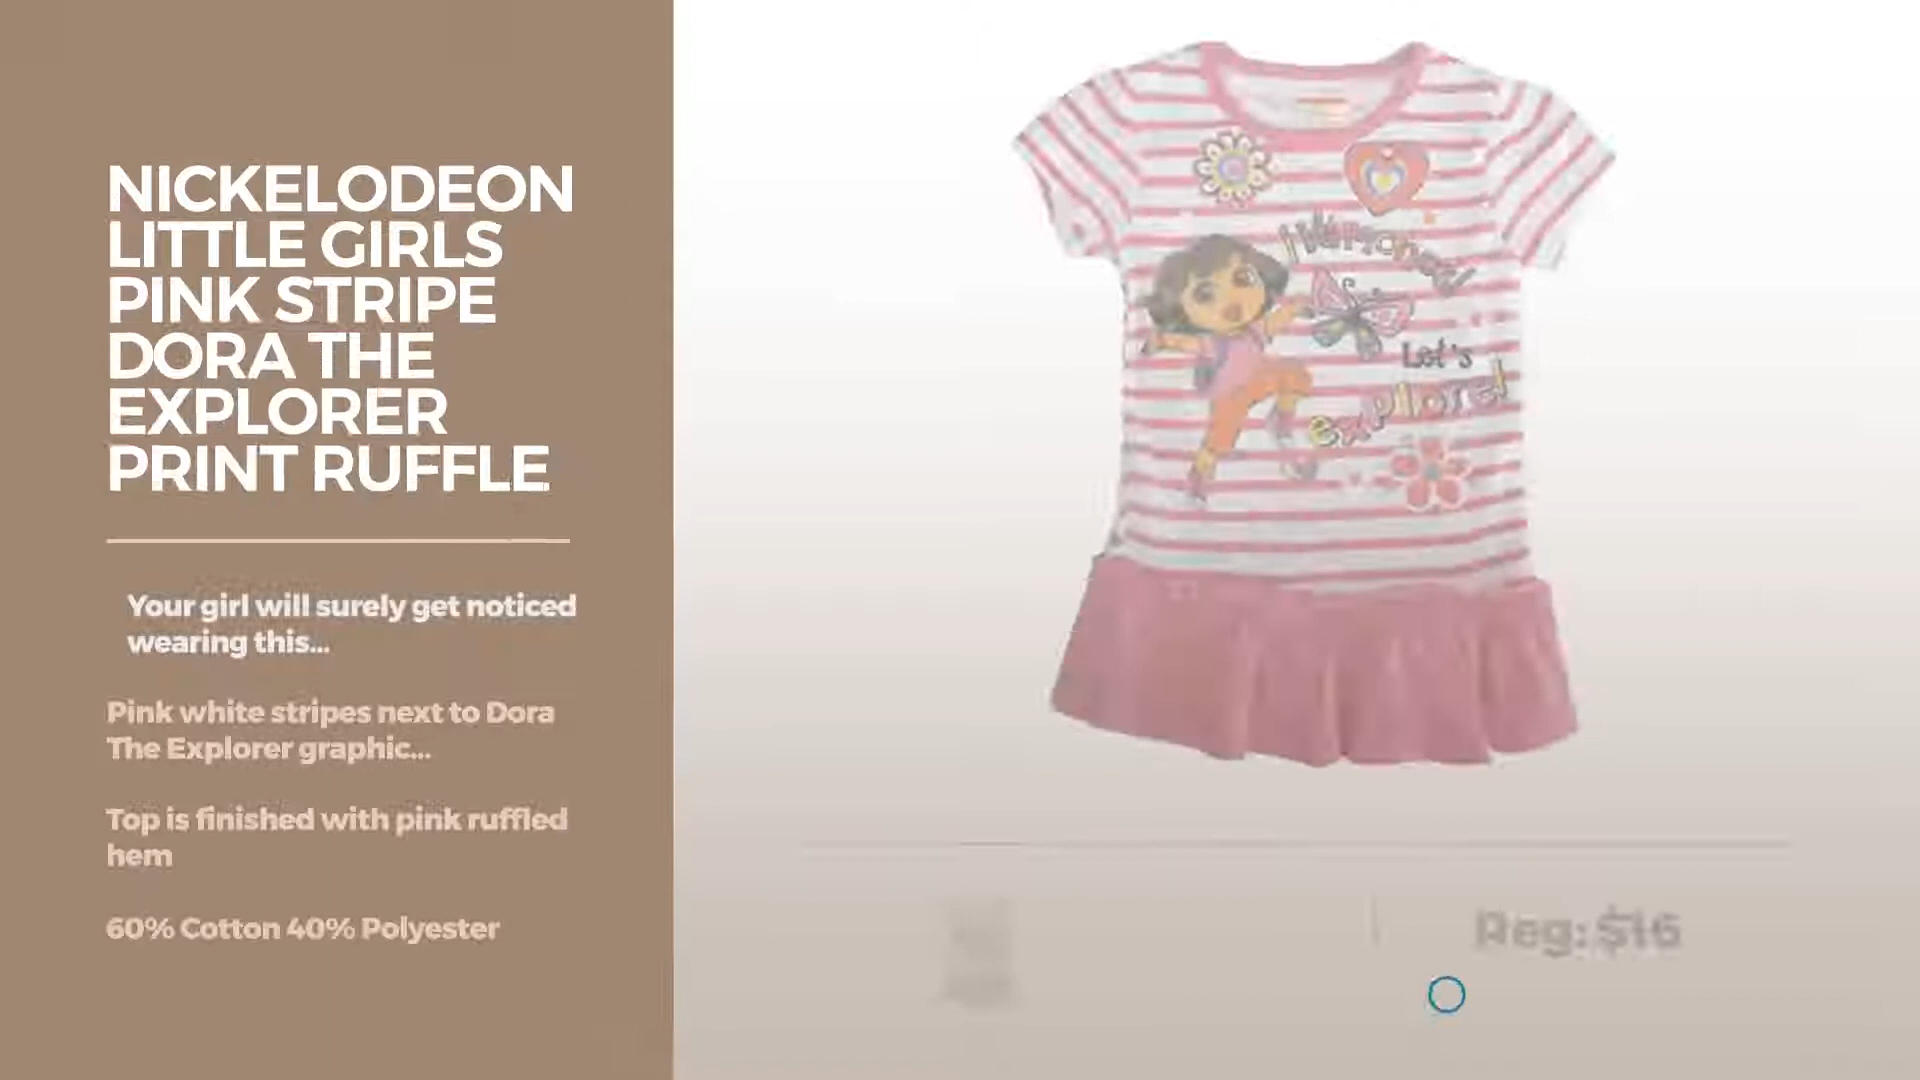 NICKELODEON
LITTLE GIRLS
PINK STRIPE
DORA THE
EXPLORER
PRINT RUFFLE
Your girl will surely get noticed
wearing this...
Pink white stripes next to Dora
The Explorer graphic...
Top is finished with pink ruffled
hem
60% Cotton 40% Polyester
Let's
explore!
Reg: $16